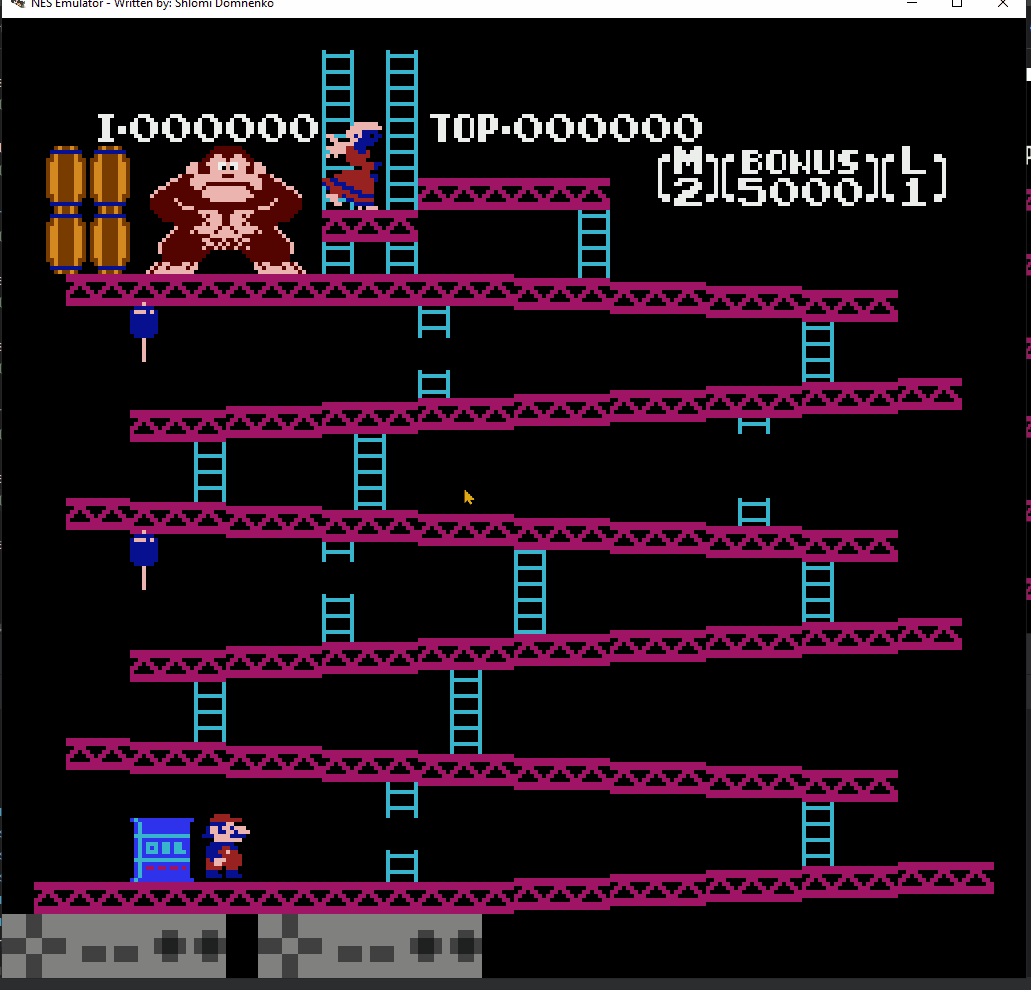 NES Emulator - Written by: Shlomi Domnenko
I-000000 TOP-000000
[M][BONUS][L]
[2][5000][1]
OIL